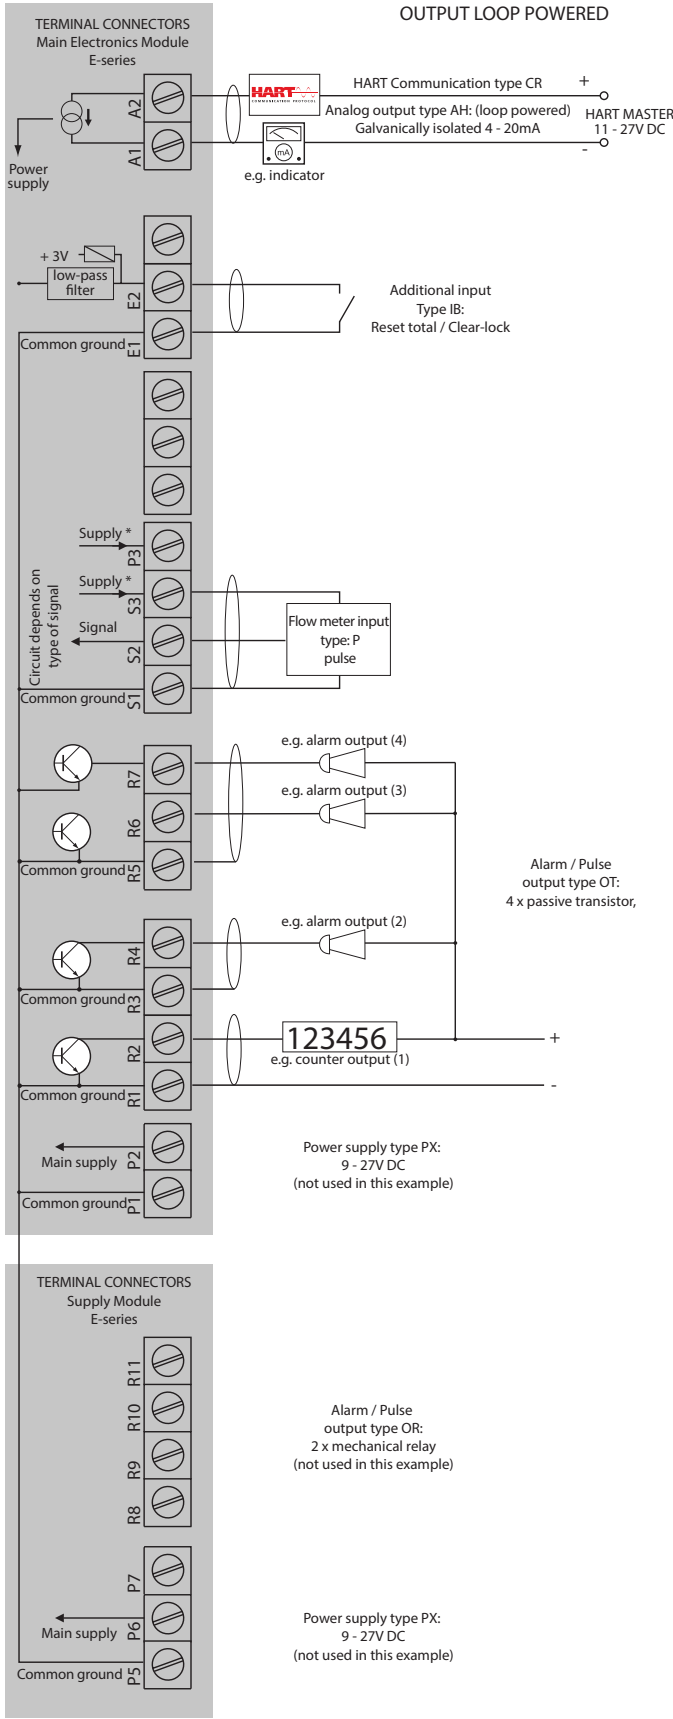 OUTPUT LOOP POWERED
TERMINAL CONNECTORS
Main Electronics Module
E-series
A2
HART
COMMUNICATION PROTOCOL
HART Communication type CR
+
Analog output type AH: (loop powered)
Galvanically isolated 4 - 20mA
HART MASTER
11 - 27V DC
A1
mA
-
Power
supply
e.g. indicator
+ 3V
low-pass
filter
E2
Additional input
Type IB:
Reset total / Clear-lock
Common ground
E1
Supply *
P3
Supply *
S3
Circuit depends on
type of signal
Signal
S2
Flow meter input
type: P
pulse
Common ground
S1
e.g. alarm output (4)
R7
e.g. alarm output (3)
R6
Common ground
R5
Alarm / Pulse
output type OT:
4 x passive transistor,
e.g. alarm output (2)
R4
Common ground
R3
R2
123456
+
e.g. counter output (1)
Common ground
R1
-
Main supply
P2
Power supply type PX:
9 - 27V DC
(not used in this example)
Common ground
P1
TERMINAL CONNECTORS
Supply Module
E-series
R11
R10
Alarm / Pulse
output type OR:
2 x mechanical relay
(not used in this example)
R9
R8
P7
Main supply
P6
Power supply type PX:
9 - 27V DC
(not used in this example)
Common ground
P5